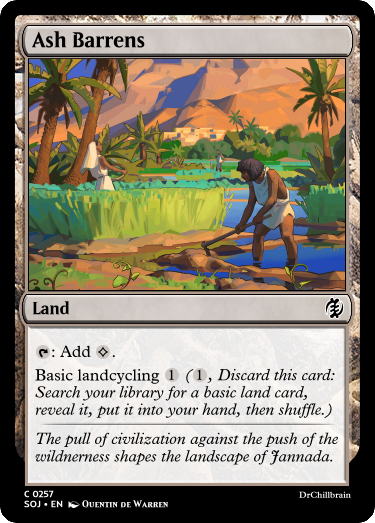 Ash Barrens
Land
: Add .
Basic landcycling 1 (1, Discard this card:
Search your library for a basic land card,
reveal it, put it into your hand, then shuffle.)
The pull of civilization against the push of the
wilderness shapes the landscape of Jannada.
C 0257
SOJ • EN Quentin de Warren
DrChillbrain